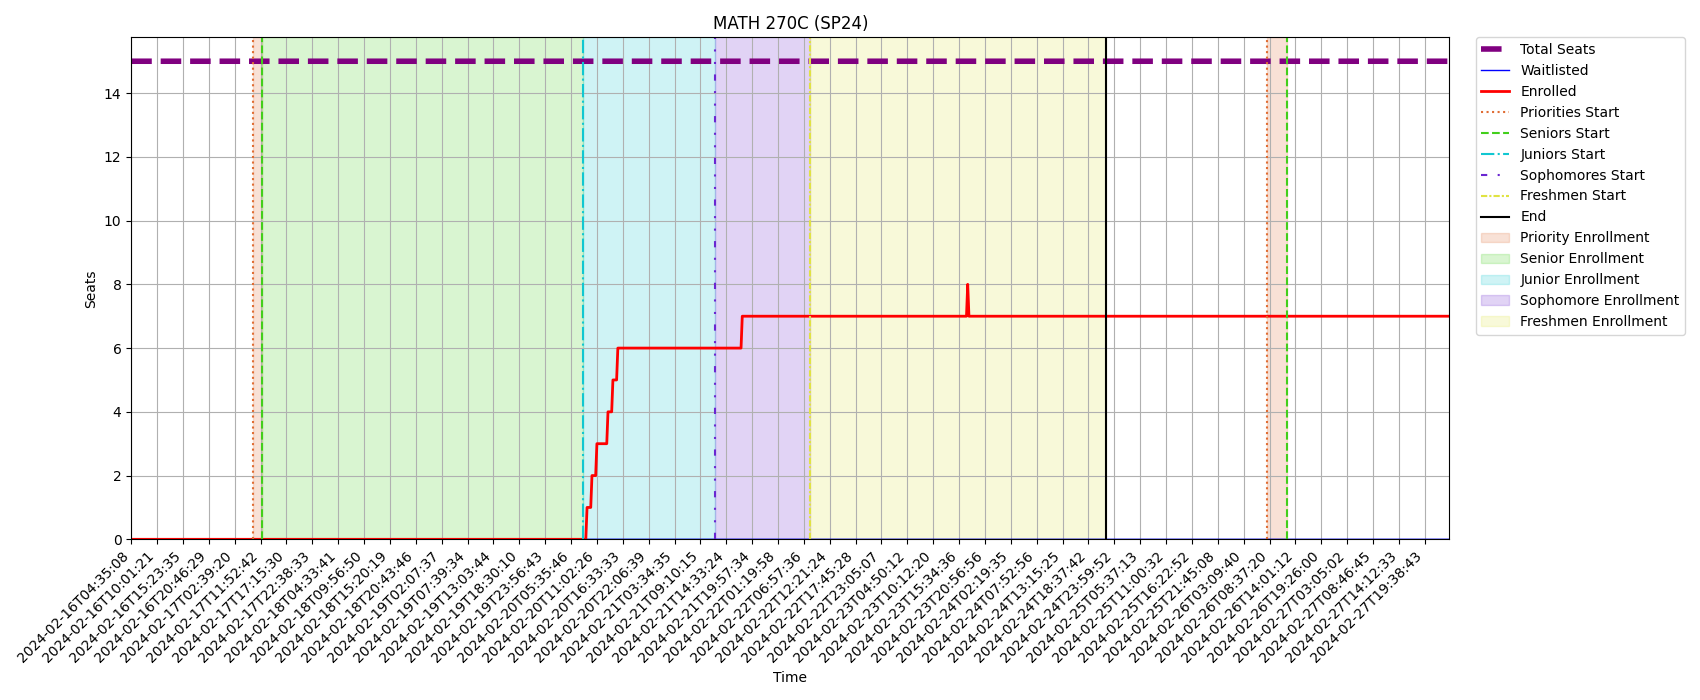 MATH 270C (SP24)
Seats
14
12
10
8
6
4
2
0
2024-02-16T04:35:08
2024-02-16T10:01:21
2024-02-16T15:23:35
2024-02-16T20:46:29
2024-02-17T02:39:20
2024-02-17T11:52:42
2024-02-17T17:15:30
2024-02-17T22:38:33
2024-02-18T04:33:41
2024-02-18T09:56:50
2024-02-18T15:20:19
2024-02-18T20:43:46
2024-02-19T02:07:37
2024-02-19T07:39:34
2024-02-19T13:03:44
2024-02-19T18:30:10
2024-02-19T23:56:43
2024-02-20T05:35:46
2024-02-20T11:02:26
2024-02-20T16:33:33
2024-02-20T22:06:39
2024-02-21T03:34:35
2024-02-21T09:10:15
2024-02-21T14:33:24
2024-02-21T19:57:34
2024-02-22T01:19:58
2024-02-22T06:57:36
2024-02-22T12:21:24
2024-02-22T17:45:28
2024-02-22T23:05:07
2024-02-23T04:50:12
2024-02-23T10:12:20
2024-02-23T15:34:36
2024-02-23T20:56:56
2024-02-24T02:19:35
2024-02-24T07:52:56
2024-02-24T13:15:25
2024-02-24T18:37:42
2024-02-24T23:59:52
2024-02-25T05:37:13
2024-02-25T11:00:32
2024-02-25T16:22:52
2024-02-25T21:45:08
2024-02-26T03:09:40
2024-02-26T08:37:20
2024-02-26T14:01:12
2024-02-26T19:26:00
2024-02-27T03:05:02
2024-02-27T08:46:45
2024-02-27T14:12:33
2024-02-27T19:38:43
Time
Total Seats
Waitlisted
Enrolled
Priorities Start
Seniors Start
Juniors Start
Sophomores Start
Freshmen Start
End
Priority Enrollment
Senior Enrollment
Junior Enrollment
Sophomore Enrollment
Freshmen Enrollment